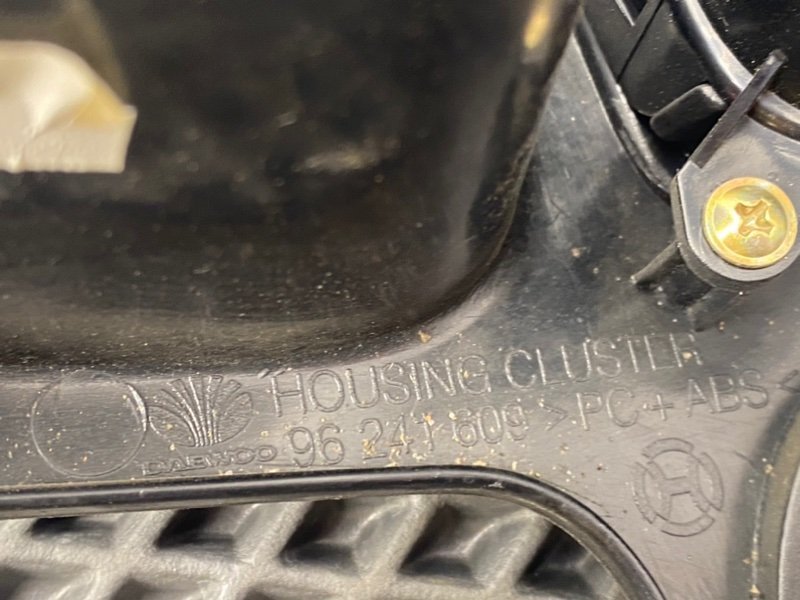 HOUSING CLUSTER
DAEWOO 96 241 609 >PC+ABS<